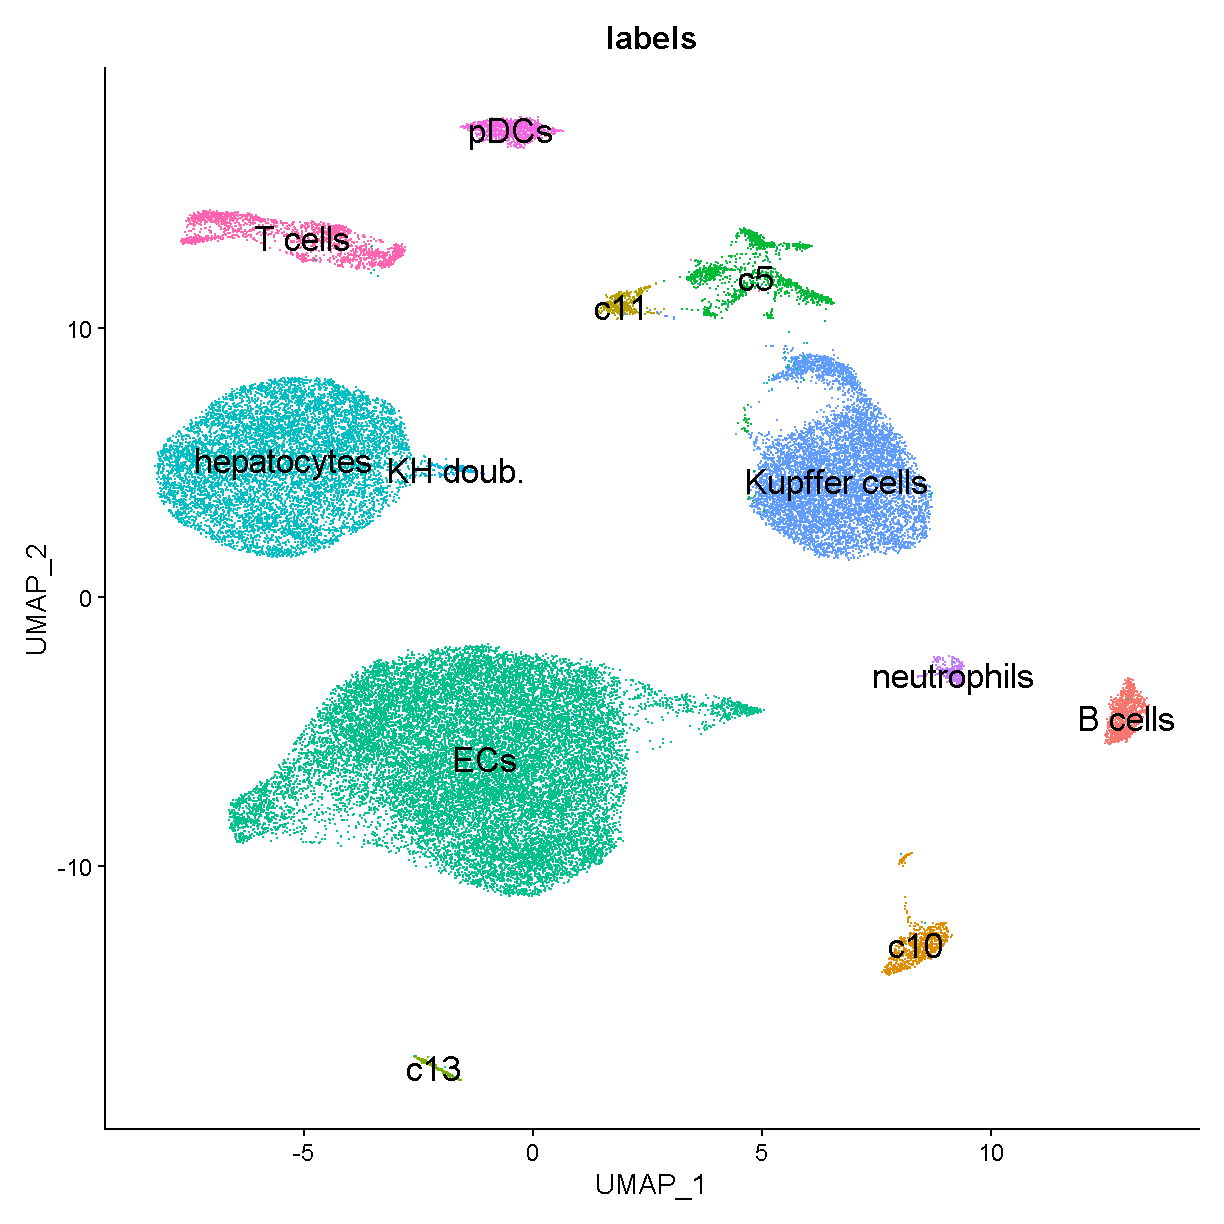 labels
pDCs
T cells
c5
c11
10
hepatocytes
KH doub.
Kupffer cells
UMAP_2
0
neutrophils
B cells
ECs
-10
c10
c13
-5
0
5
10
UMAP_1